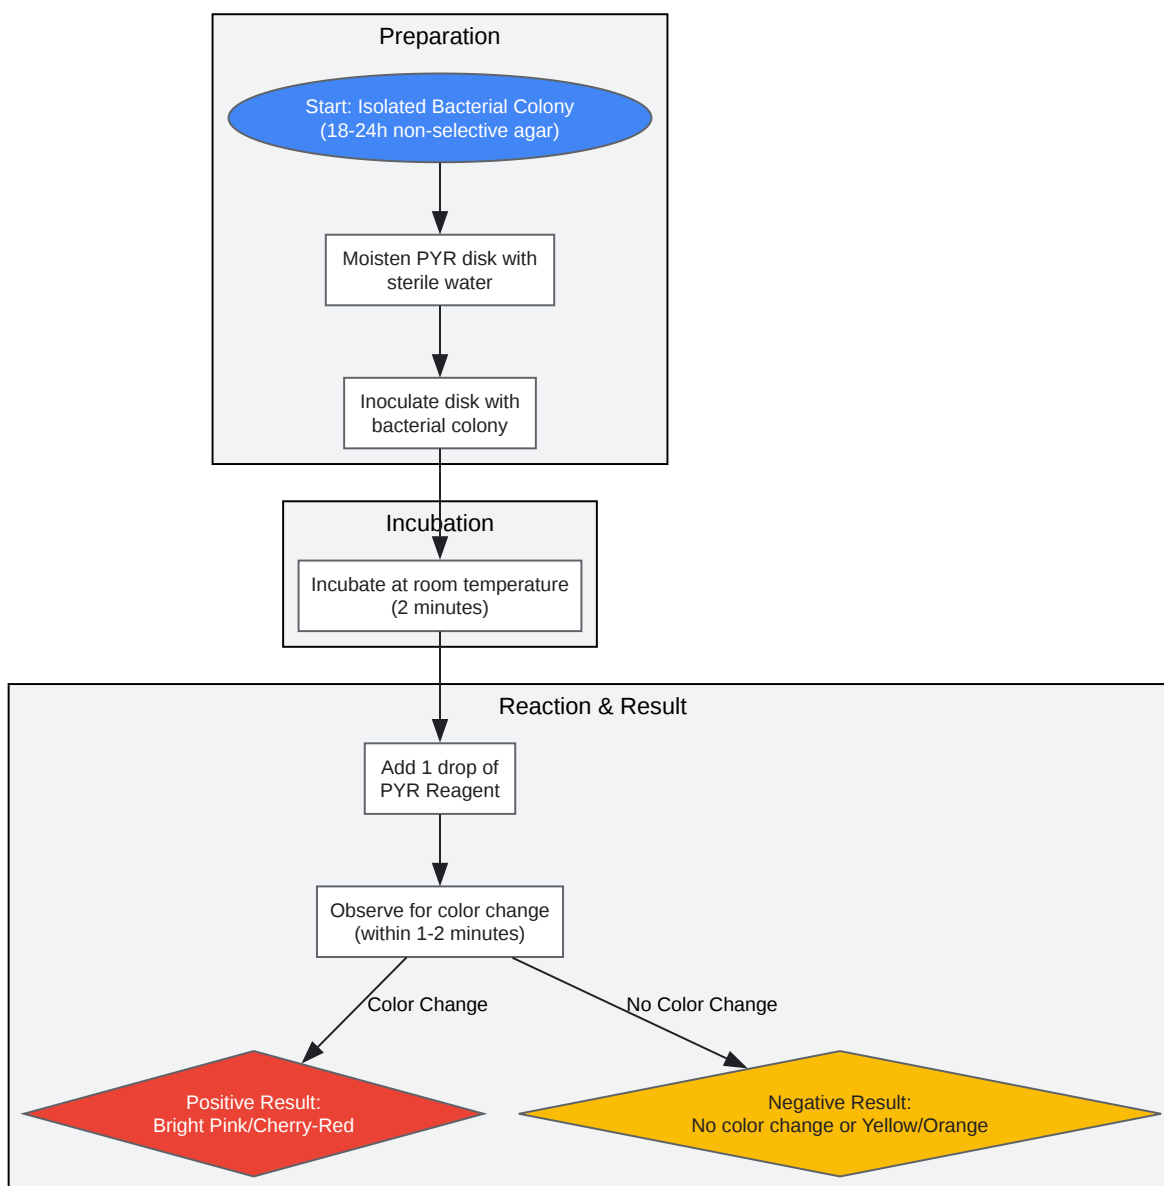 Preparation
Start: Isolated Bacterial Colony
(18-24h non-selective agar)
Moisten PYR disk with
sterile water
Inoculate disk with
bacterial colony
Incubation
Incubate at room temperature
(2 minutes)
Reaction & Result
Add 1 drop of
PYR Reagent
Observe for color change
(within 1-2 minutes)
Color Change
No Color Change
Positive Result:
Bright Pink/Cherry-Red
Negative Result:
No color change or Yellow/Orange